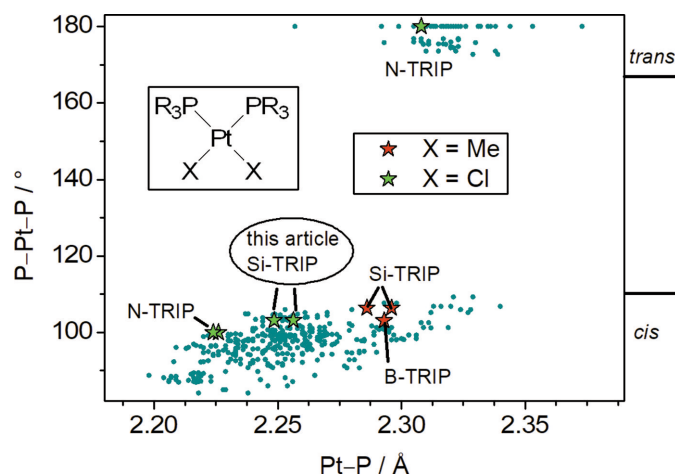 180
160
140
120
100
P–Pt–P / °
2.20
2.25
2.30
2.35
Pt–P / Å
R₃P PR₃
Pt
X X
X = Me
X = Cl
N-TRIP
trans
this article
Si-TRIP
N-TRIP
Si-TRIP
B-TRIP
cis